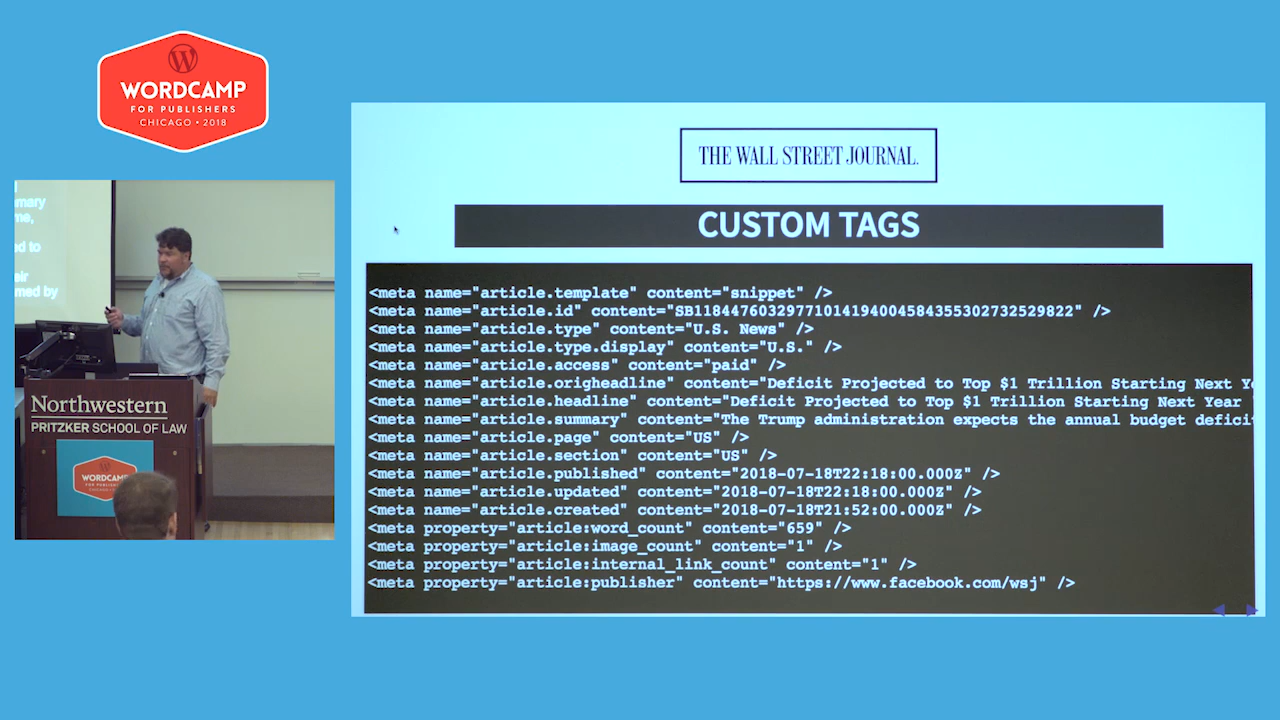 WORDCAMP
FOR PUBLISHERS
CHICAGO • 2018
med by
Northwestern
PRITZKER SCHOOL OF LAW
WORDCAMP
THE WALL STREET JOURNAL.
CUSTOM TAGS
<meta name="article.template" content="snippet" />
<meta name="article.id" content="SB11844760329771014194004584355302732529822" />
<meta name="article.type" content="U.S. News" />
<meta name="article.type.display" content="U.S." />
<meta name="article.access" content="paid" />
<meta name="article.origheadline" content="Deficit Projected to Top $1 Trillion Starting Next Ye
<meta name="article.headline" content="Deficit Projected to Top $1 Trillion Starting Next Year
<meta name="article.summary" content="The Trump administration expects the annual budget deficit
<meta name="article.page" content="US" />
<meta name="article.section" content="US" />
<meta name="article.published" content="2018-07-18T22:18:00.000Z" />
<meta name="article.updated" content="2018-07-18T22:18:00.000Z" />
<meta name="article.created" content="2018-07-18T21:52:00.000Z" />
<meta property="article:word_count" content="659" />
<meta property="article:image_count" content="1" />
<meta property="article:internal_link_count" content="1" />
<meta property="article:publisher" content="https://www.facebook.com/wsj" />